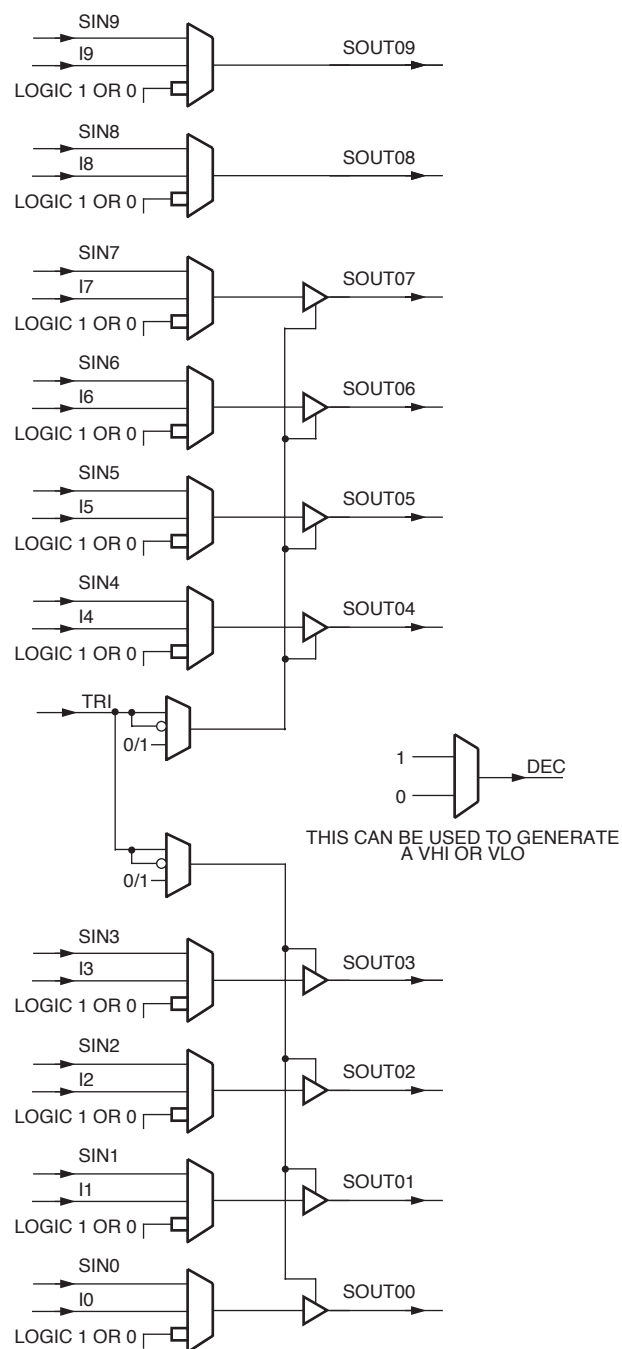 SIN9
I9
LOGIC 1 OR 0
SOUT09
SIN8
I8
LOGIC 1 OR 0
SOUT08
SIN7
I7
LOGIC 1 OR 0
SOUT07
SIN6
I6
LOGIC 1 OR 0
SOUT06
SIN5
I5
LOGIC 1 OR 0
SOUT05
SIN4
I4
LOGIC 1 OR 0
SOUT04
TRI
0/1
1
0
DEC
THIS CAN BE USED TO GENERATE
A VHI OR VLO
0/1
SIN3
I3
LOGIC 1 OR 0
SOUT03
SIN2
I2
LOGIC 1 OR 0
SOUT02
SIN1
I1
LOGIC 1 OR 0
SOUT01
SIN0
I0
LOGIC 1 OR 0
SOUT00